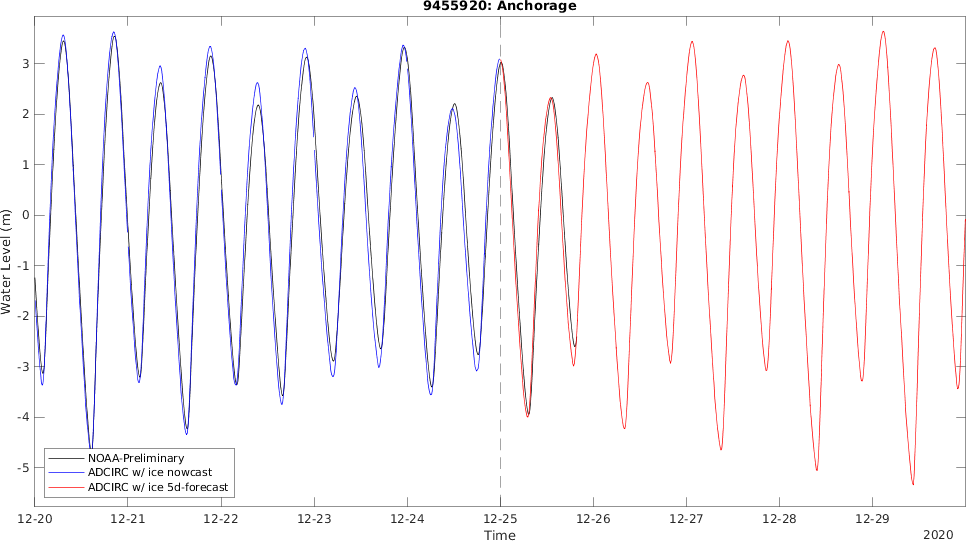 9455920: Anchorage
3
2
1
0
-1
-2
-3
-4
-5
Water Level (m)
NOAA-Preliminary
ADCIRC w/ ice nowcast
ADCIRC w/ ice 5d-forecast
12-20 12-21 12-22 12-23 12-24 12-25 12-26 12-27 12-28 12-29
Time
2020